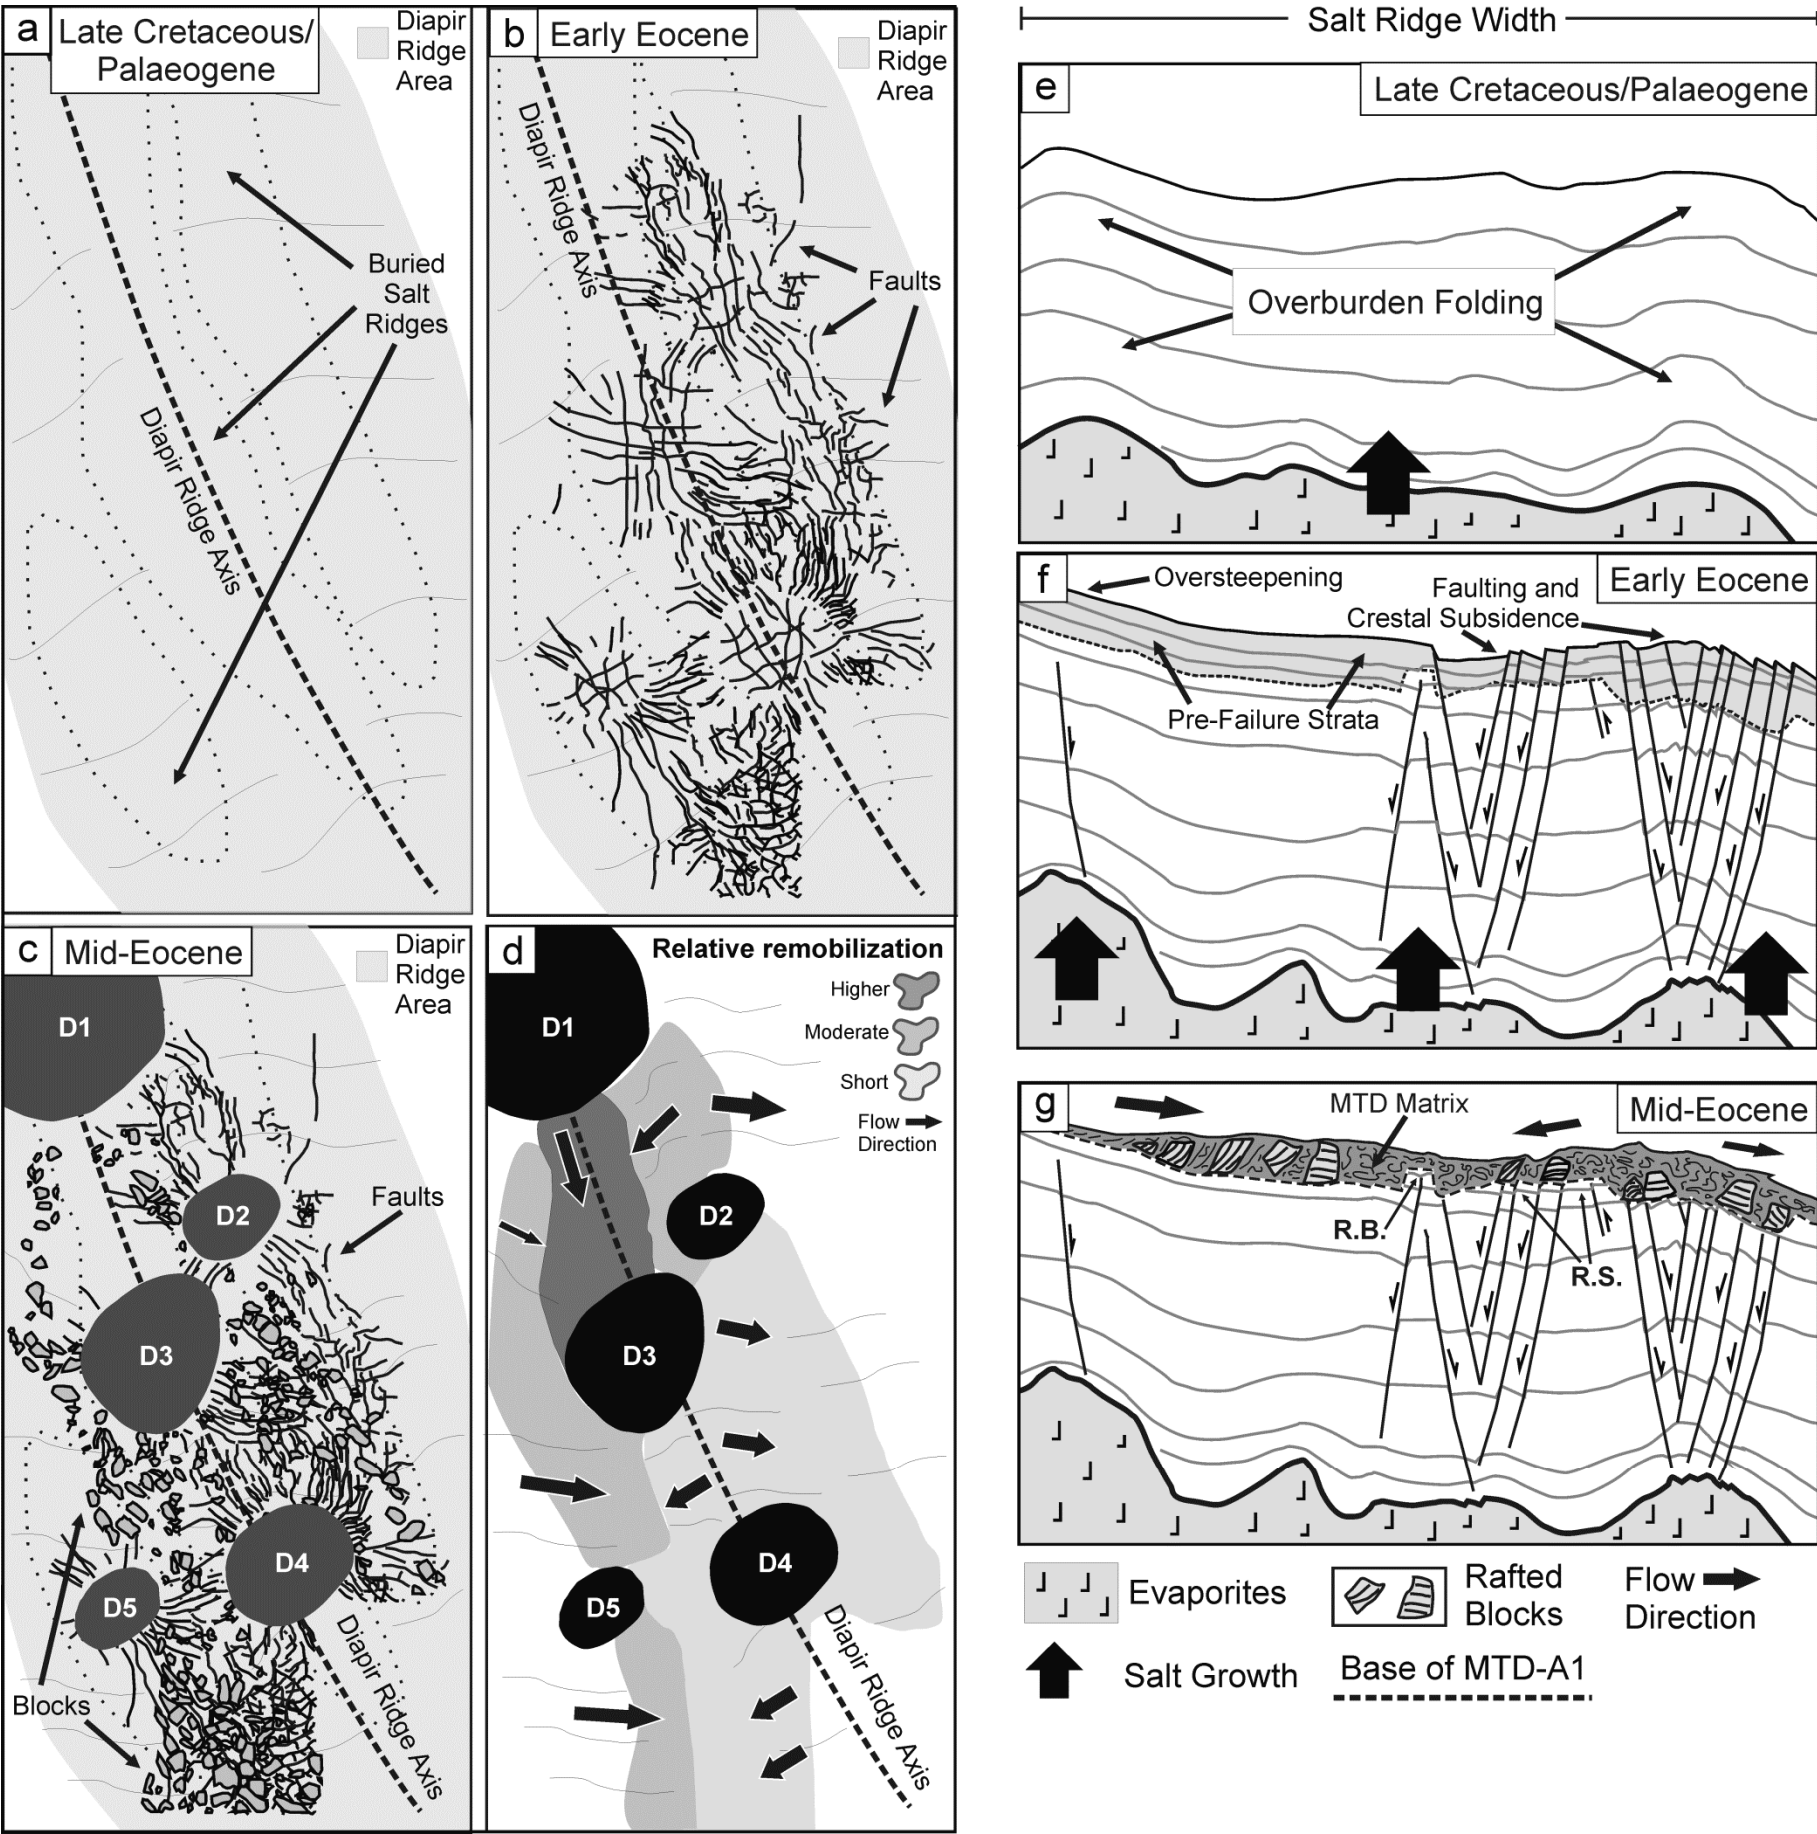 a
Late Cretaceous/
Palaeogene
Diapir
Ridge
Area
Buried
Salt
Ridges
Diapir Ridge Axis
b
Early Eocene
Diapir
Ridge
Area
Diapir Ridge Axis
Faults
c
Mid-Eocene
Diapir
Ridge
Area
D1
D2
Faults
D3
D4
D5
Blocks
Diapir Ridge Axis
d
Relative remobilization
Higher
Moderate
Short
Flow
Direction
D1
D2
D3
D4
D5
Diapir Ridge Axis
Salt Ridge Width
e
Late Cretaceous/Palaeogene
Overburden Folding
f
Early Eocene
Oversteepening
Faulting and
Crestal Subsidence
Pre-Failure Strata
g
Mid-Eocene
MTD Matrix
R.B.
R.S.
Evaporites
Rafted
Blocks
Flow
Direction
Salt Growth
Base of MTD-A1